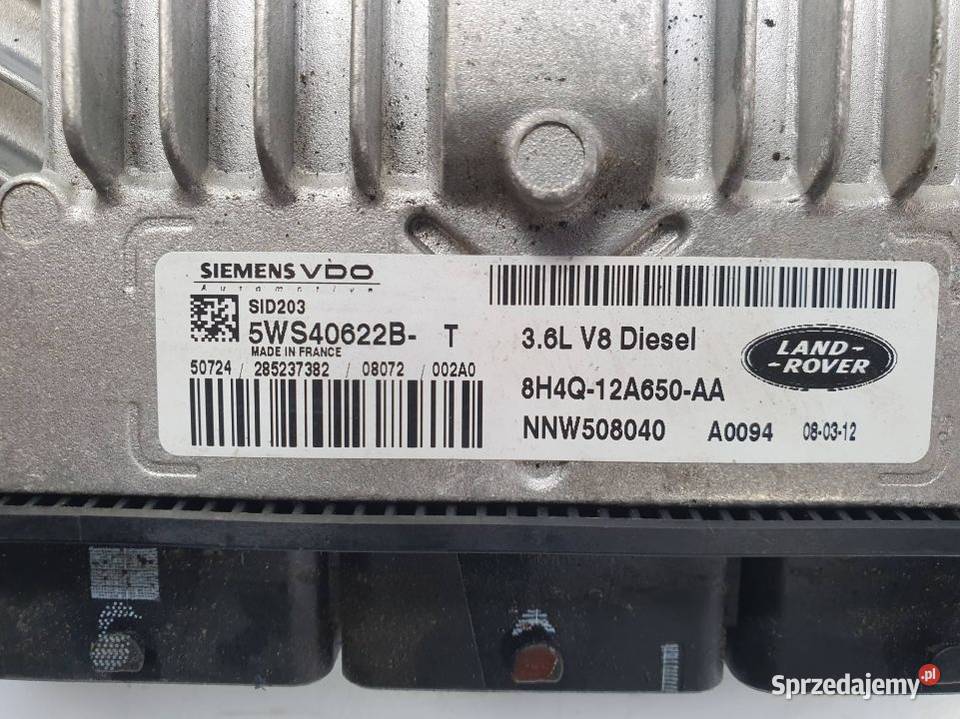 SIEMENS VDO
Automotive
SID203
5WS40622B- T
MADE IN FRANCE
50724 / 285237382 / 08072 / 002A0
3.6L V8 Diesel
LAND-
-ROVER
8H4Q-12A650-AA
NNW508040 A0094 08-03-12
Sprzedajemy.pl